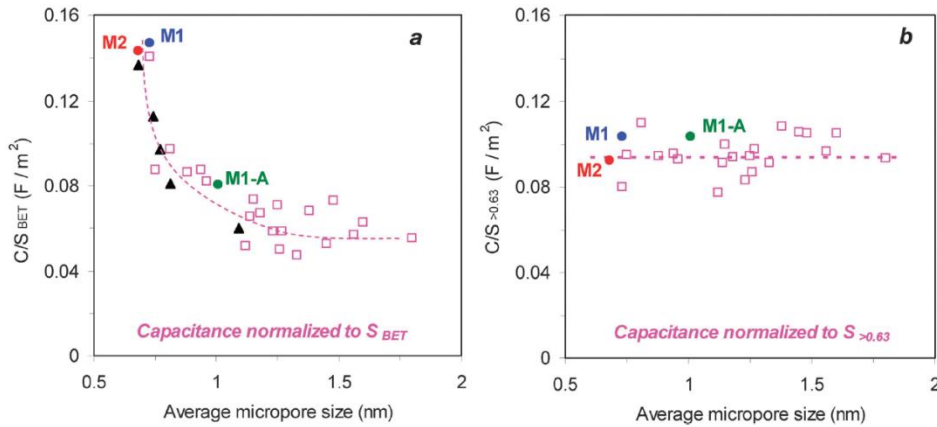 0.16
0.12
0.08
0.04
0
C/S BET (F / m²)
M2
M1
a
M1-A
Capacitance normalized to S BET
0.5
1
1.5
2
Average micropore size (nm)
0.16
0.12
0.08
0.04
0
C/S >0.63 (F / m²)
b
M1
M1-A
M2
Capacitance normalized to S >0.63
0.5
1
1.5
2
Average micropore size (nm)